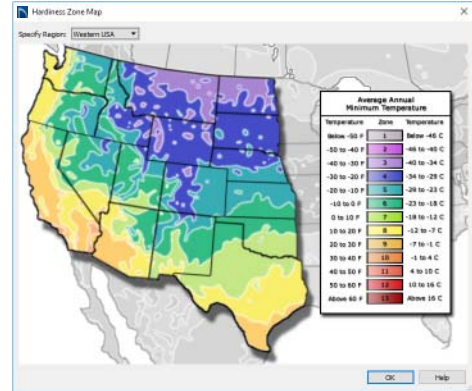 Hardiness Zone Map
Specify Region: Western USA
Average Annual
Minimum Temperature
Temperature Zone Temperature
Below -50 F 1 Below -46 C
-50 to -40 F 2 -46 to -40 C
-40 to -30 F 3 -40 to -34 C
-30 to -20 F 4 -34 to -29 C
-20 to -10 F 5 -29 to -23 C
-10 to 0 F 6 -23 to -18 C
0 to 10 F 7 -18 to -12 C
10 to 20 F 8 -12 to -7 C
20 to 30 F 9 -7 to -1 C
30 to 40 F 10 -1 to 4 C
40 to 50 F 11 4 to 10 C
50 to 60 F 12 10 to 16 C
Above 60 F 13 Above 16 C
OK Help